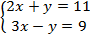 2x + y = 11
3x − y = 9